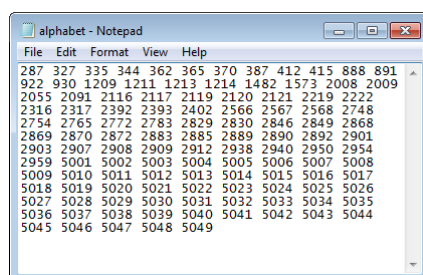 alphabet - Notepad
File Edit Format View Help
287 327 335 344 362 365 370 387 412 415 888 891
922 930 1209 1211 1213 1214 1482 1573 2008 2009
2055 2091 2116 2117 2119 2120 2121 2219 2222
2316 2317 2392 2393 2402 2566 2567 2568 2748
2754 2765 2772 2783 2829 2830 2846 2849 2868
2869 2870 2872 2883 2885 2889 2890 2892 2901
2903 2907 2908 2909 2912 2938 2940 2950 2954
2959 5001 5002 5003 5004 5005 5006 5007 5008
5009 5010 5011 5012 5013 5014 5015 5016 5017
5018 5019 5020 5021 5022 5023 5024 5025 5026
5027 5028 5029 5030 5031 5032 5033 5034 5035
5036 5037 5038 5039 5040 5041 5042 5043 5044
5045 5046 5047 5048 5049